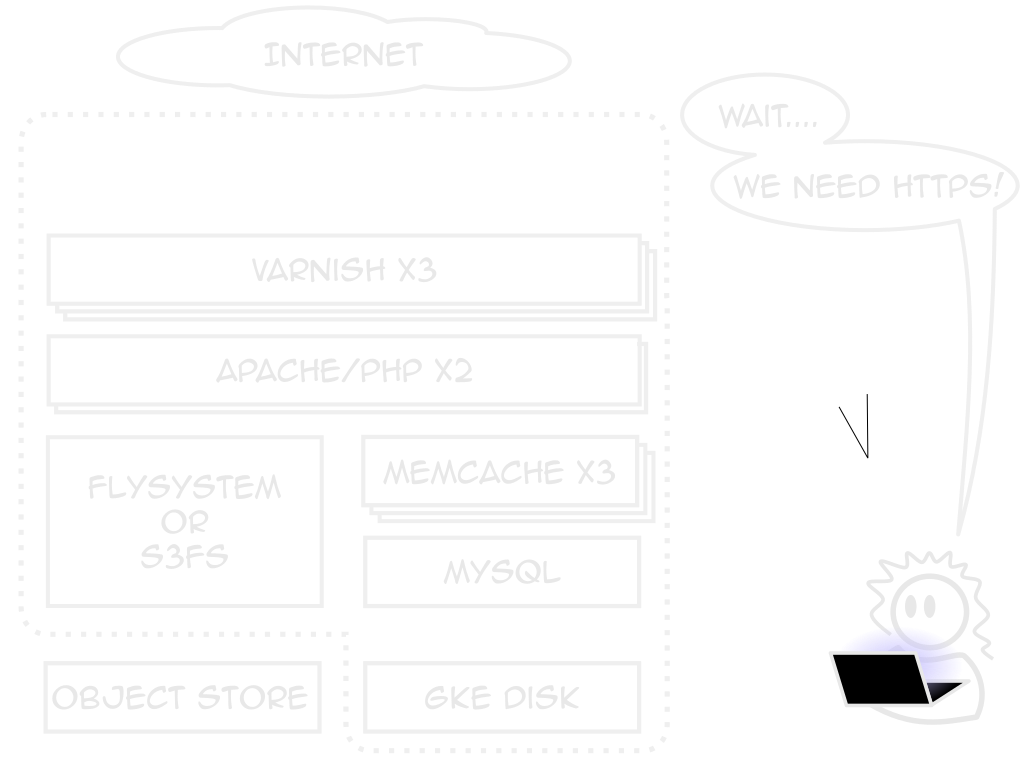 INTERNET
WAIT....
WE NEED HTTPS!
VARNISH X3
APACHE/PHP X2
FLYSYSTEM
OR
S3FS
MEMCACHE X3
MYSQL
OBJECT STORE
GKE DISK